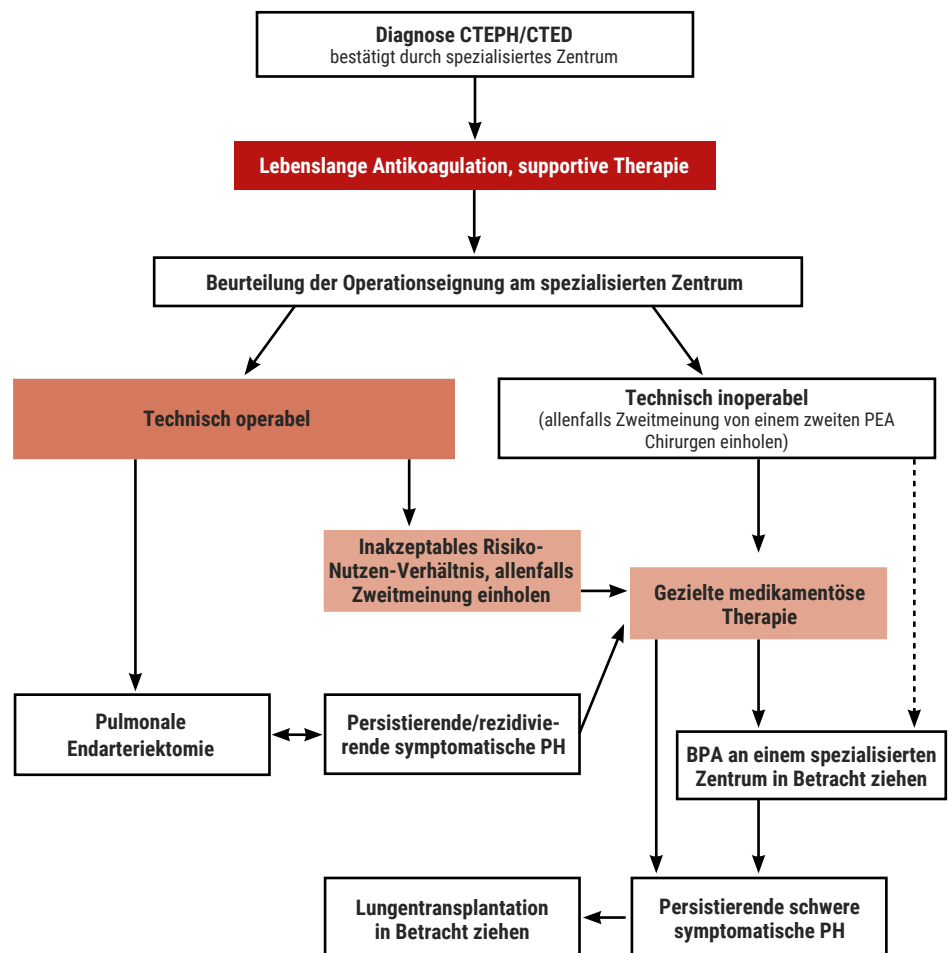 Diagnose CTEPH/CTED
bestätigt durch spezialisiertes Zentrum
Lebenslange Antikoagulation, supportive Therapie
Beurteilung der Operationseignung am spezialisierten Zentrum
Technisch operabel
Technisch inoperabel
(allenfalls Zweitmeinung von einem zweiten PEA
Chirurgen einholen)
Inakzeptables Risiko-
Nutzen-Verhältnis, allenfalls
Zweitmeinung einholen
Gezielte medikamentöse
Therapie
Pulmonale
Endarteriektomie
Persistierende/rezidivie-
rende symptomatische PH
BPA an einem spezialisierten
Zentrum in Betracht ziehen
Lungentransplantation
in Betracht ziehen
Persistierende schwere
symptomatische PH